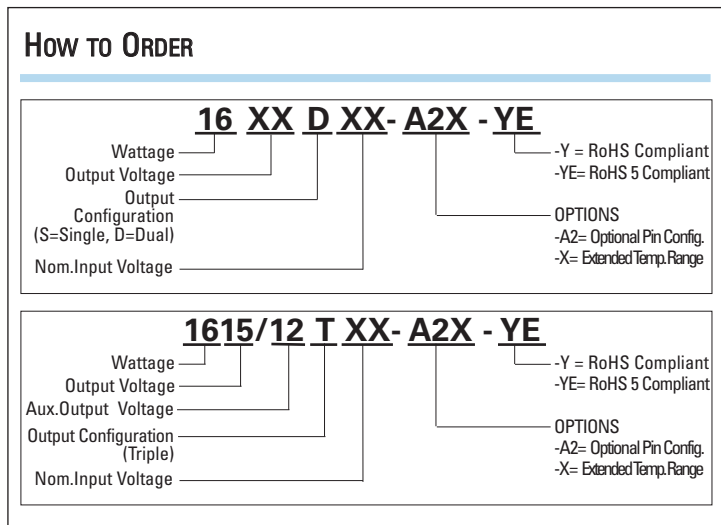 HOW TO ORDER
16 XX D XX- A2X - YE
Wattage
Output Voltage
Output
Configuration
(S=Single, D=Dual)
Nom.Input Voltage
-Y = RoHS Compliant
-YE= RoHS 5 Compliant
OPTIONS
-A2= Optional Pin Config.
-X= Extended Temp.Range
1615/12 T XX- A2X - YE
Wattage
Output Voltage
Aux.Output Voltage
Output Configuration
(Triple)
Nom.Input Voltage
-Y = RoHS Compliant
-YE= RoHS 5 Compliant
OPTIONS
-A2= Optional Pin Config.
-X= Extended Temp.Range